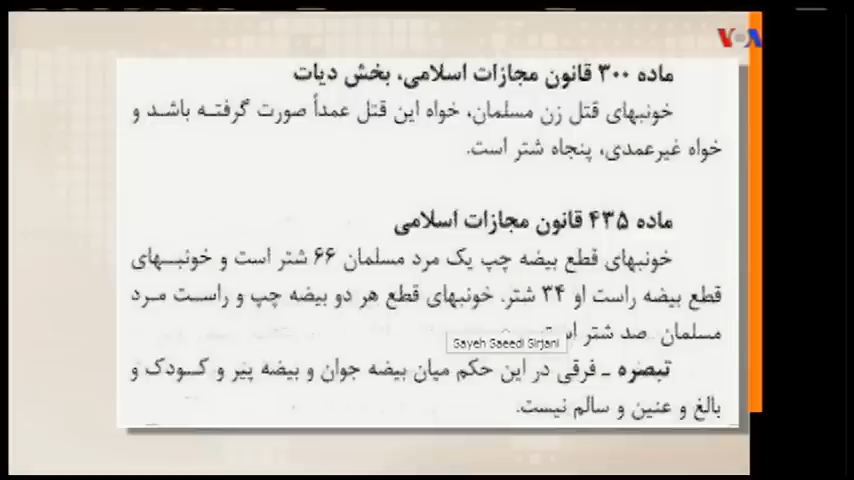 VOA
ماده ۳۰۰ قانون مجازات اسلامی، بخش دیات
خونبهای قتل زن مسلمان، خواه این قتل عمداً صورت گرفته باشد و
خواه غیرعمدی، پنجاه شتر است.
ماده ۴۳۵ قانون مجازات اسلامی
خونبهای قطع بیضه چپ یک مرد مسلمان ۶۶ شتر است و خونبهای
قطع بیضه راست او ۳۴ شتر. خونبهای قطع هر دو بیضه چپ و راست مرد
مسلمان صد شتر
Sayeh Saeedi Sirjani
تبصره ـ فرقی در این حکم میان بیضه جوان و بیضه پیر و کودک و
بالغ و عنین و سالم نیست.